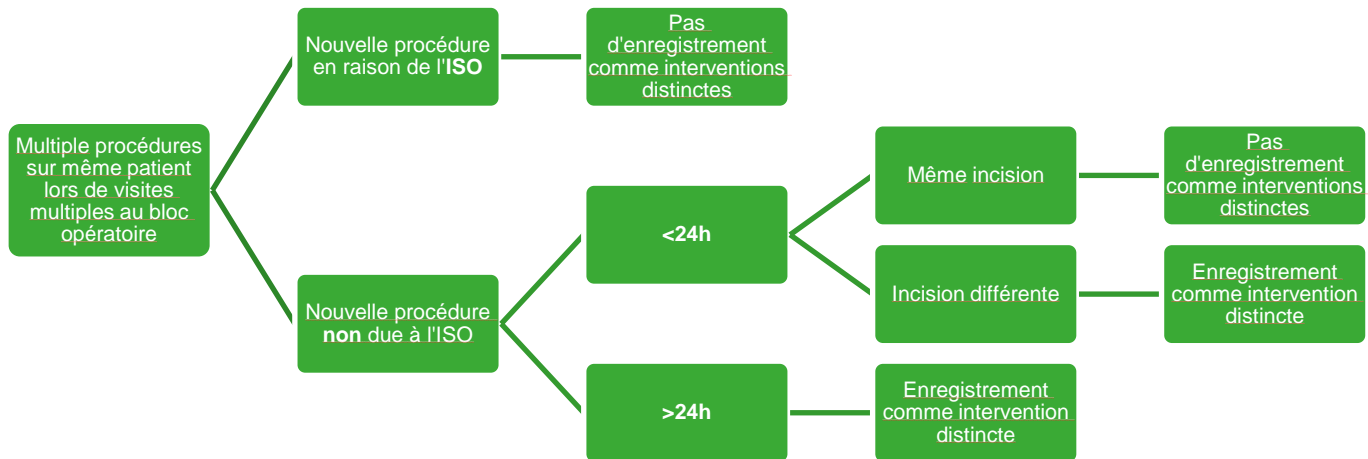 Multiple procédures
sur même patient
lors de visites
multiples au bloc
opératoire
Nouvelle procédure
en raison de l'ISO
Pas
d'enregistrement
comme interventions
distinctes
Nouvelle procédure
non due à l'ISO
<24h
Même incision
Pas
d'enregistrement
comme interventions
distinctes
Incision différente
Enregistrement
comme intervention
distincte
>24h
Enregistrement
comme intervention
distincte